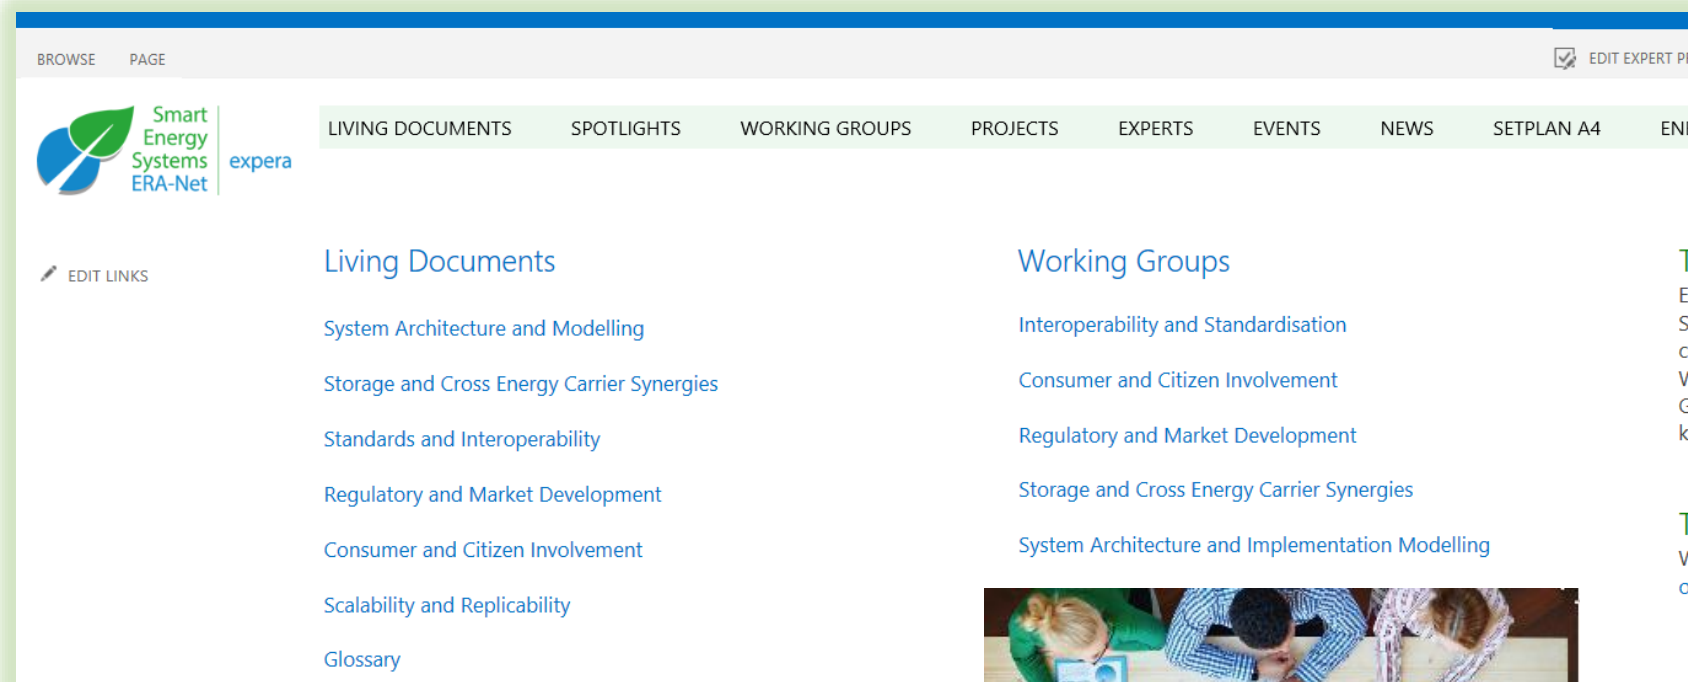 BROWSE PAGE EDIT EXPERT
Smart
Energy
Systems
ERA-Net
expera
LIVING DOCUMENTS SPOTLIGHTS WORKING GROUPS PROJECTS EXPERTS EVENTS NEWS SETPLAN A4
EDIT LINKS
Living Documents
System Architecture and Modelling
Storage and Cross Energy Carrier Synergies
Standards and Interoperability
Regulatory and Market Development
Consumer and Citizen Involvement
Scalability and Replicability
Glossary
Working Groups
Interoperability and Standardisation
Consumer and Citizen Involvement
Regulatory and Market Development
Storage and Cross Energy Carrier Synergies
System Architecture and Implementation Modelling